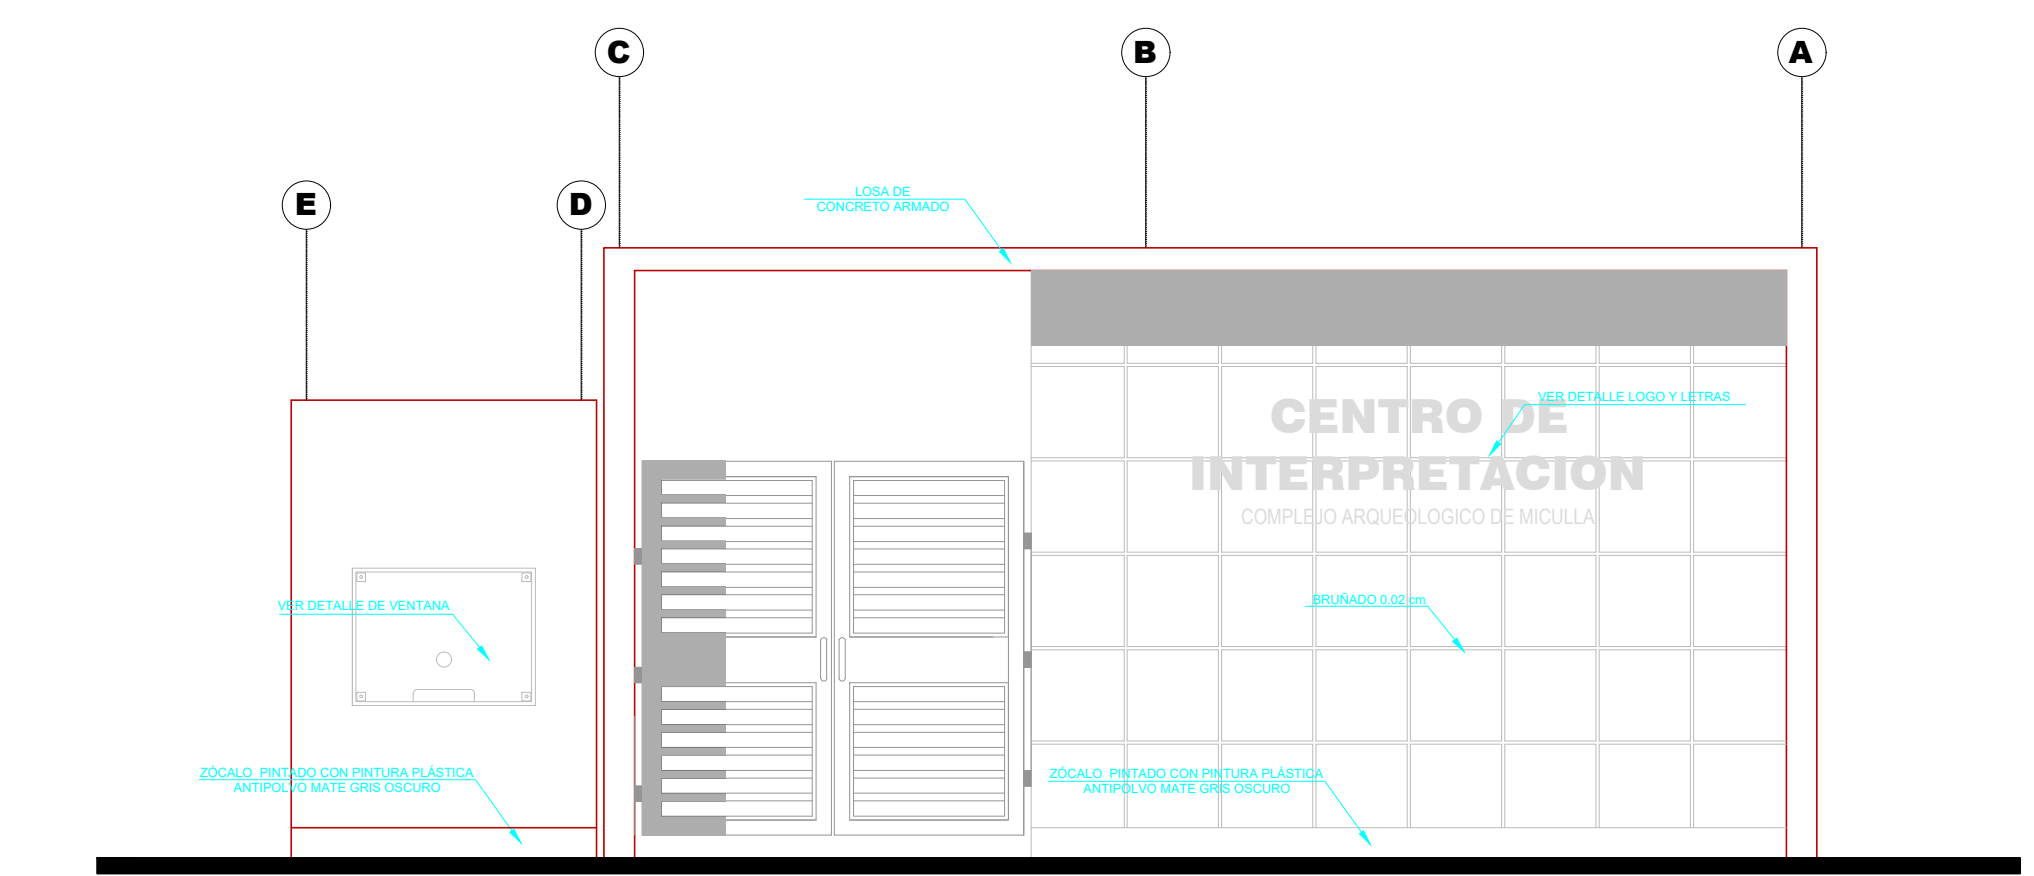 C
B
A
E
D
LOSA DE
CONCRETO ARMADO
CENTRO DE
INTERPRETACION
COMPLEJO ARQUEOLOGICO DE MICULLA
VER DETALLE LOGO Y LETRAS
VER DETALLE DE VENTANA
BRUÑADO 0.02 cm
ZÓCALO PINTADO CON PINTURA PLÁSTICA
ANTIPOLVO MATE GRIS OSCURO
ZÓCALO PINTADO CON PINTURA PLÁSTICA
ANTIPOLVO MATE GRIS OSCURO